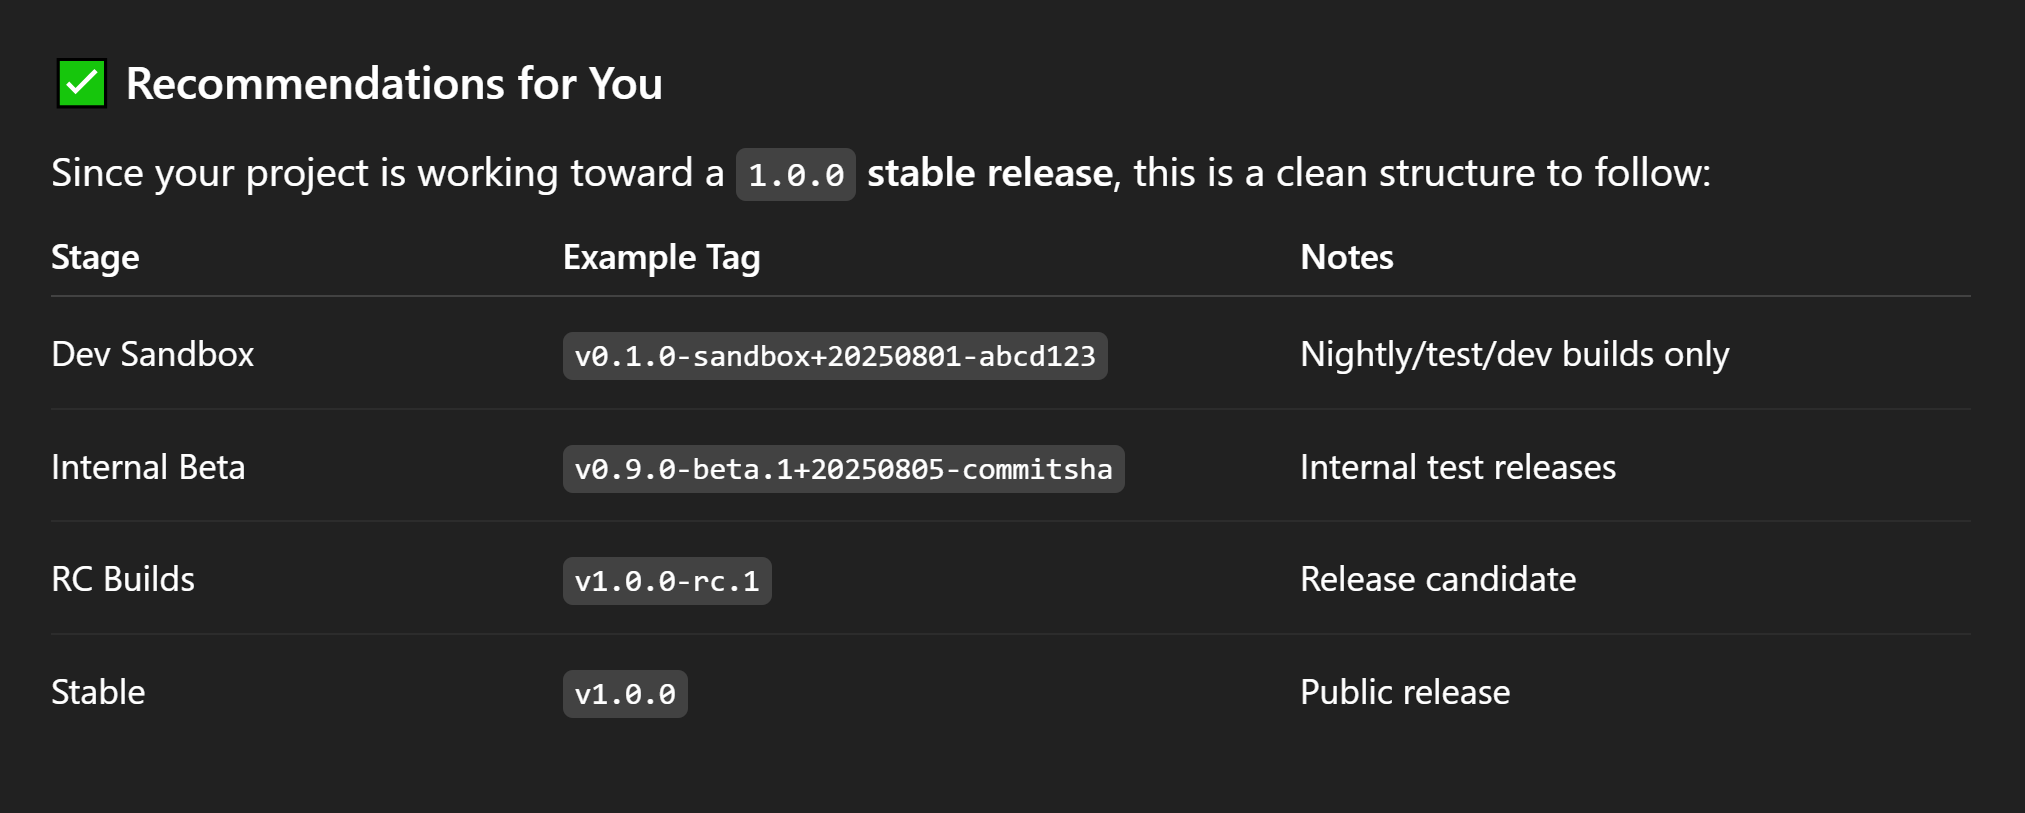 ✅ Recommendations for You
Since your project is working toward a 1.0.0 stable release, this is a clean structure to follow:
Stage Example Tag Notes
Dev Sandbox v0.1.0-sandbox+20250801-abcd123 Nightly/test/dev builds only
Internal Beta v0.9.0-beta.1+20250805-commitsha Internal test releases
RC Builds v1.0.0-rc.1 Release candidate
Stable v1.0.0 Public release